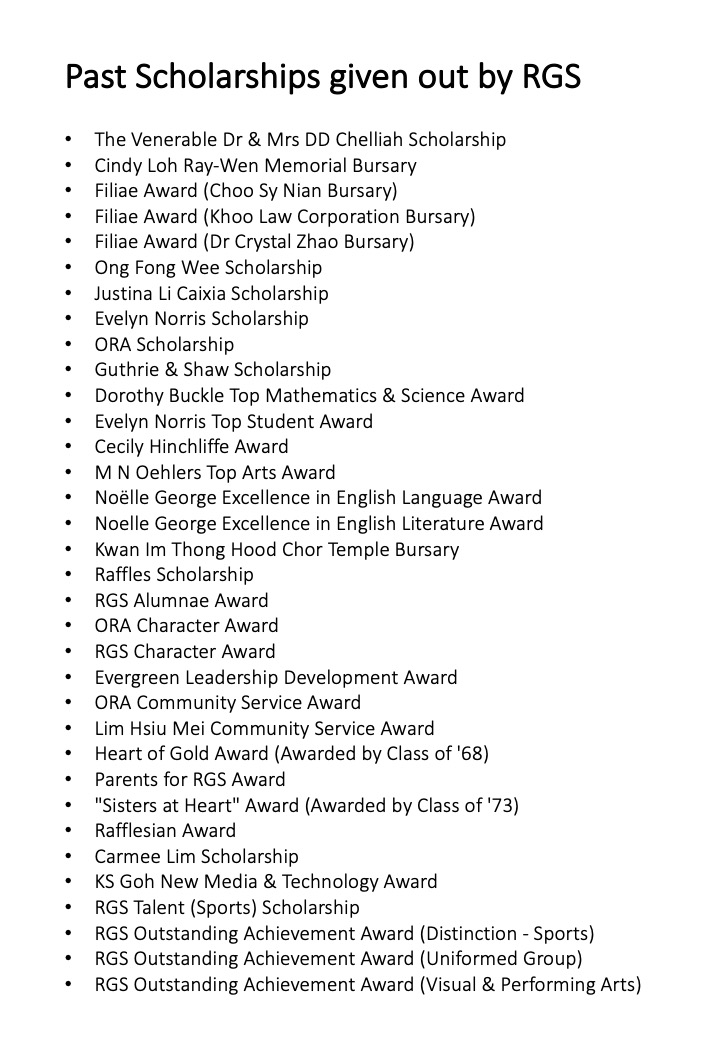 Past Scholarships given out by RGS
• The Venerable Dr & Mrs DD Chelliah Scholarship
• Cindy Loh Ray-Wen Memorial Bursary
• Filiae Award (Choo Sy Nian Bursary)
• Filiae Award (Khoo Law Corporation Bursary)
• Filiae Award (Dr Crystal Zhao Bursary)
• Ong Fong Wee Scholarship
• Justina Li Caixia Scholarship
• Evelyn Norris Scholarship
• ORA Scholarship
• Guthrie & Shaw Scholarship
• Dorothy Buckle Top Mathematics & Science Award
• Evelyn Norris Top Student Award
• Cecily Hinchliffe Award
• M N Oehlers Top Arts Award
• Noëlle George Excellence in English Language Award
• Noelle George Excellence in English Literature Award
• Kwan Im Thong Hood Chor Temple Bursary
• Raffles Scholarship
• RGS Alumnae Award
• ORA Character Award
• RGS Character Award
• Evergreen Leadership Development Award
• ORA Community Service Award
• Lim Hsiu Mei Community Service Award
• Heart of Gold Award (Awarded by Class of '68)
• Parents for RGS Award
• "Sisters at Heart" Award (Awarded by Class of '73)
• Rafflesian Award
• Carmee Lim Scholarship
• KS Goh New Media & Technology Award
• RGS Talent (Sports) Scholarship
• RGS Outstanding Achievement Award (Distinction - Sports)
• RGS Outstanding Achievement Award (Uniformed Group)
• RGS Outstanding Achievement Award (Visual & Performing Arts)